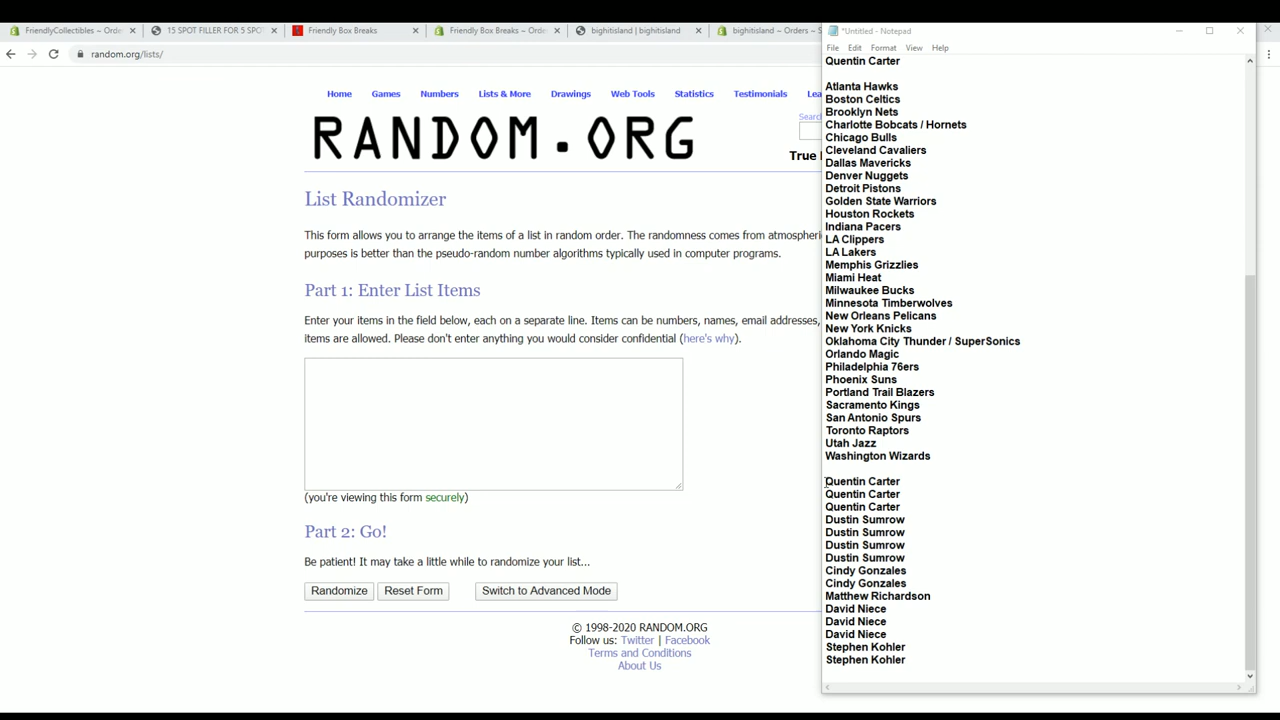 FriendlyCollectibles – Orde
15 SPOT FILLER FOR 5 SPO
Friendly Box Breaks
Friendly Box Breaks – Orde
bighitisland | bighitisland
bighitisland – Orders – S
random.org/lists/
Home Games Numbers Lists & More Drawings Web Tools Statistics Testimonials Lea
Search
RANDOM.ORG
True
List Randomizer
This form allows you to arrange the items of a list in random order. The randomness comes from atmospheri
purposes is better than the pseudo-random number algorithms typically used in computer programs.
Part 1: Enter List Items
Enter your items in the field below, each on a separate line. Items can be numbers, names, email addresses,
items are allowed. Please don't enter anything you would consider confidential (here's why).
(you're viewing this form securely)
Part 2: Go!
Be patient! It may take a little while to randomize your list...
Randomize Reset Form Switch to Advanced Mode
© 1998-2020 RANDOM.ORG
Follow us: Twitter | Facebook
Terms and Conditions
About Us
*Untitled - Notepad
File Edit Format View Help
Quentin Carter
Atlanta Hawks
Boston Celtics
Brooklyn Nets
Charlotte Bobcats / Hornets
Chicago Bulls
Cleveland Cavaliers
Dallas Mavericks
Denver Nuggets
Detroit Pistons
Golden State Warriors
Houston Rockets
Indiana Pacers
LA Clippers
LA Lakers
Memphis Grizzlies
Miami Heat
Milwaukee Bucks
Minnesota Timberwolves
New Orleans Pelicans
New York Knicks
Oklahoma City Thunder / SuperSonics
Orlando Magic
Philadelphia 76ers
Phoenix Suns
Portland Trail Blazers
Sacramento Kings
San Antonio Spurs
Toronto Raptors
Utah Jazz
Washington Wizards
Quentin Carter
Quentin Carter
Quentin Carter
Dustin Sumrow
Dustin Sumrow
Dustin Sumrow
Dustin Sumrow
Cindy Gonzales
Cindy Gonzales
Matthew Richardson
David Niece
David Niece
David Niece
Stephen Kohler
Stephen Kohler